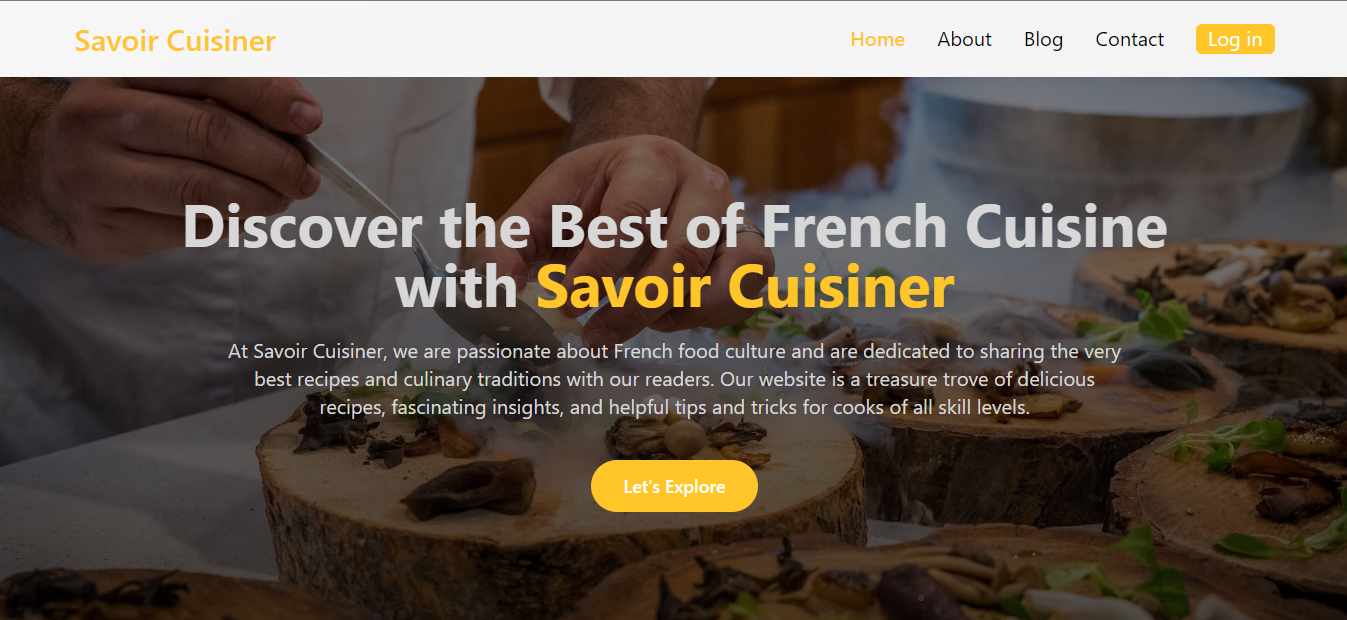 Savoir Cuisiner
Home
About
Blog
Contact
Log in
Discover the Best of French Cuisine
with Savoir Cuisiner
At Savoir Cuisiner, we are passionate about French food culture and are dedicated to sharing the very
best recipes and culinary traditions with our readers. Our website is a treasure trove of delicious
recipes, fascinating insights, and helpful tips and tricks for cooks of all skill levels.
Let's Explore